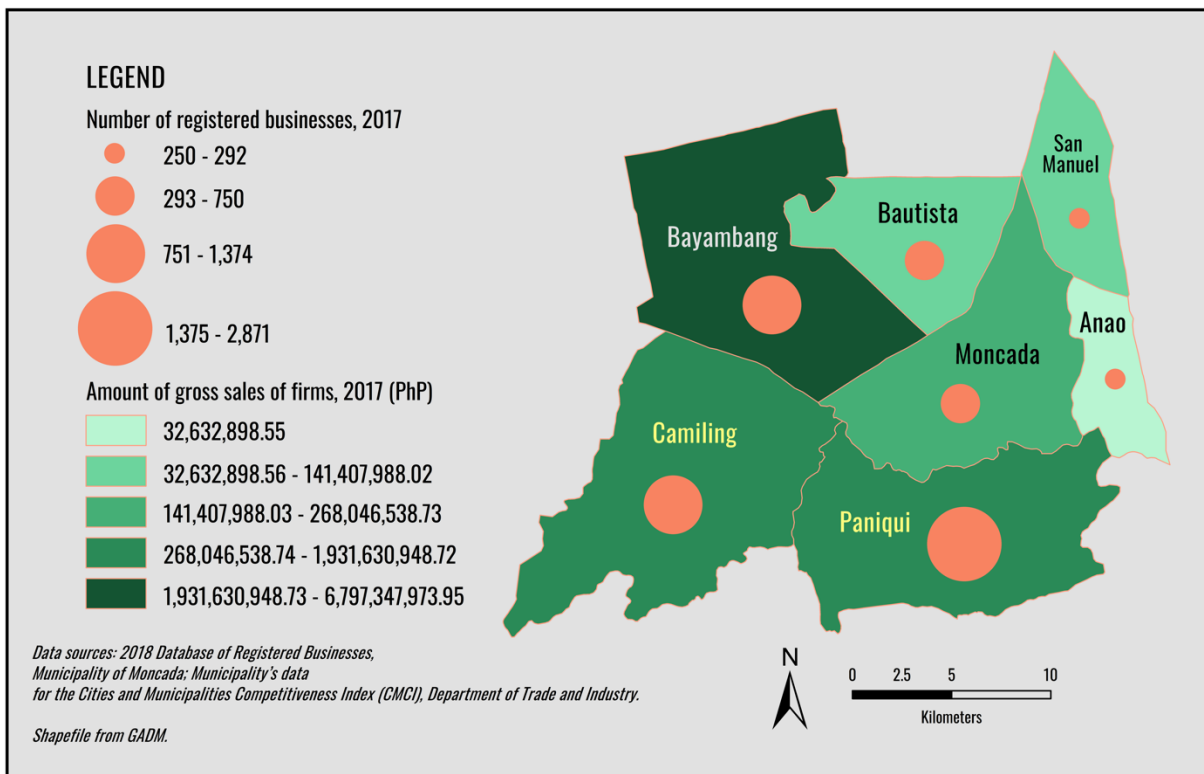 LEGEND
Number of registered businesses, 2017
250 - 292
293 - 750
751 - 1,374
1,375 - 2,871
Amount of gross sales of firms, 2017 (PhP)
32,632,898.55
32,632,898.56 - 141,407,988.02
141,407,988.03 - 268,046,538.73
268,046,538.74 - 1,931,630,948.72
1,931,630,948.73 - 6,797,347,973.95
Data sources: 2018 Database of Registered Businesses,
Municipality of Moncada; Municipality's data
for the Cities and Municipalities Competitiveness Index (CMCI), Department of Trade and Industry.
Shapefile from GADM.
San
Manuel
Bautista
Bayambang
Anao
Moncada
Camiling
Paniqui
N
0 2.5 5 10
Kilometers